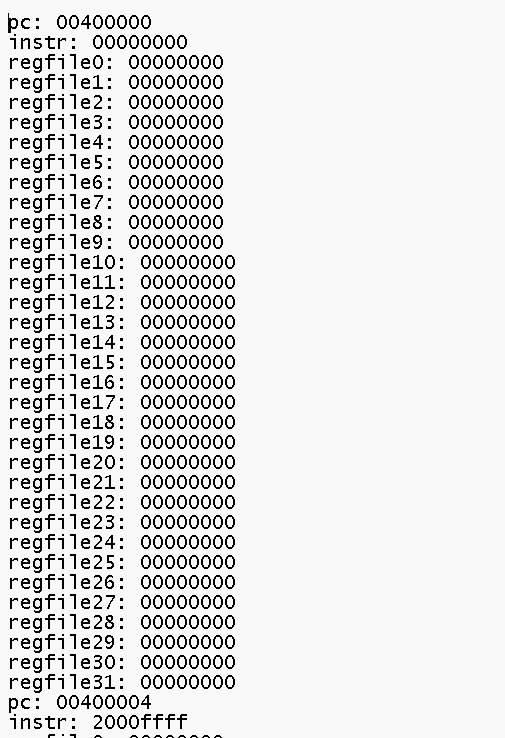 pc: 00400000
instr: 00000000
regfile0: 00000000
regfile1: 00000000
regfile2: 00000000
regfile3: 00000000
regfile4: 00000000
regfile5: 00000000
regfile6: 00000000
regfile7: 00000000
regfile8: 00000000
regfile9: 00000000
regfile10: 00000000
regfile11: 00000000
regfile12: 00000000
regfile13: 00000000
regfile14: 00000000
regfile15: 00000000
regfile16: 00000000
regfile17: 00000000
regfile18: 00000000
regfile19: 00000000
regfile20: 00000000
regfile21: 00000000
regfile22: 00000000
regfile23: 00000000
regfile24: 00000000
regfile25: 00000000
regfile26: 00000000
regfile27: 00000000
regfile28: 00000000
regfile29: 00000000
regfile30: 00000000
regfile31: 00000000
pc: 00400004
instr: 2000ffff